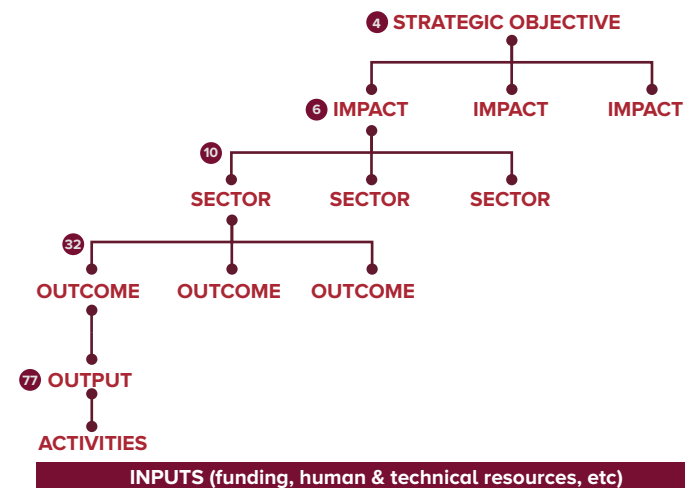 4 STRATEGIC OBJECTIVE
6 IMPACT IMPACT IMPACT
10
SECTOR SECTOR SECTOR
32
OUTCOME OUTCOME OUTCOME
77 OUTPUT
ACTIVITIES
INPUTS (funding, human & technical resources, etc)